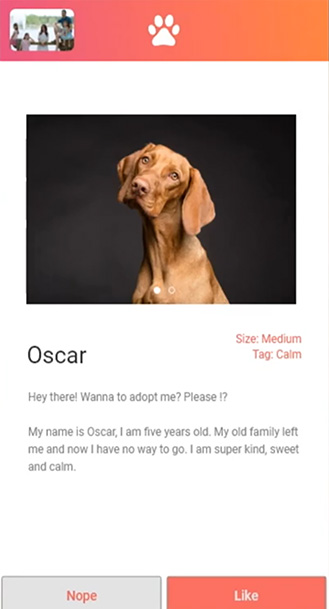 Oscar
Size: Medium
Tag: Calm
Hey there! Wanna to adopt me? Please !?
My name is Oscar, I am five years old. My old family left
me and now I have no way to go. I am super kind, sweet
and calm.
Nope
Like